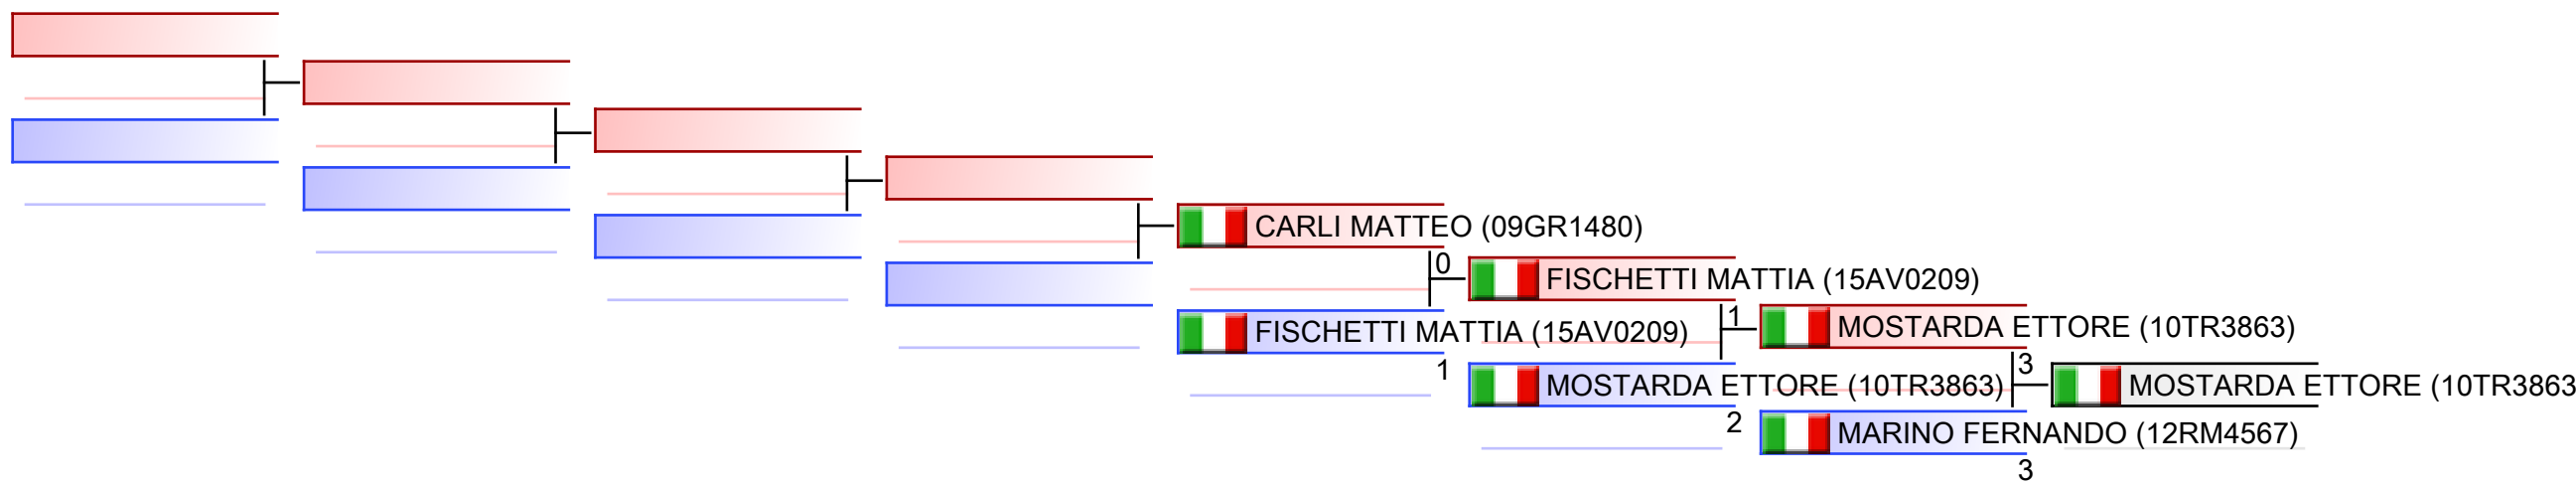 CARLI MATTEO (09GR1480)
0
FISCHETTI MATTIA (15AV0209)
FISCHETTI MATTIA (15AV0209)
1
1
MOSTARDA ETTORE (10TR3863)
MOSTARDA ETTORE (10TR3863)
2
3
MOSTARDA ETTORE (10TR3863
MARINO FERNANDO (12RM4567)
3